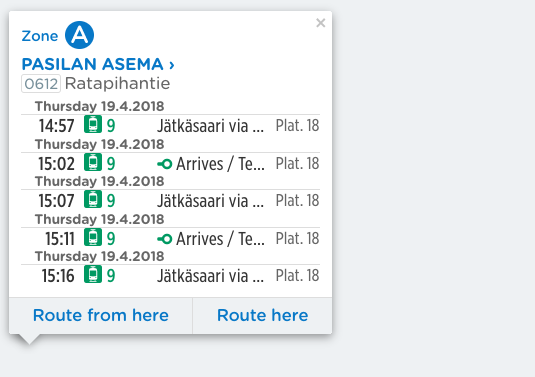 Zone A
×
PASILAN ASEMA ›
0612 Ratapihantie
Thursday 19.4.2018
14:57 9 Jätkäsaari via ... Plat. 18
Thursday 19.4.2018
15:02 9 Arrives / Te... Plat. 18
Thursday 19.4.2018
15:07 9 Jätkäsaari via ... Plat. 18
Thursday 19.4.2018
15:11 9 Arrives / Te... Plat. 18
Thursday 19.4.2018
15:16 9 Jätkäsaari via ... Plat. 18
Route from here Route here